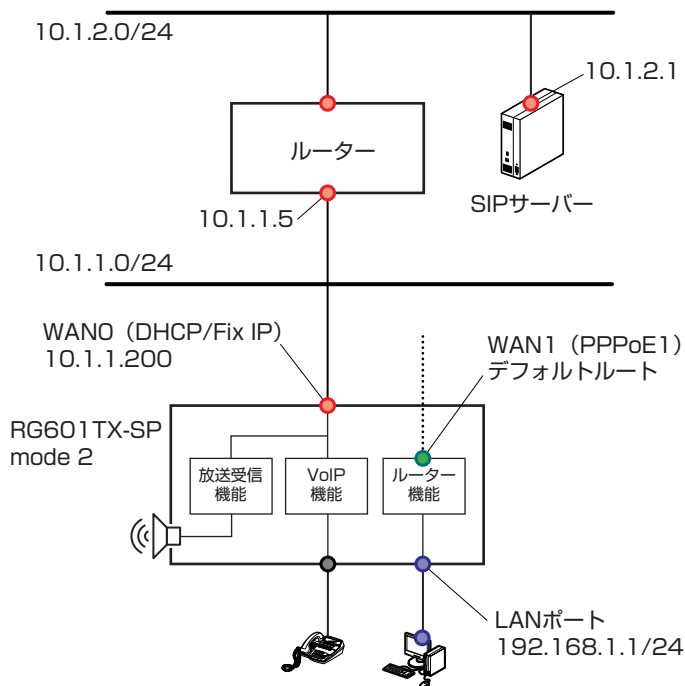 10.1.2.0/24
10.1.2.1
ルーター
SIPサーバー
10.1.1.5
10.1.1.0/24
WAN0（DHCP/Fix IP）
10.1.1.200
WAN1（PPPoE1）
デフォルトルート
RG601TX-SP
mode 2
放送受信
機能
VoIP
機能
ルーター
機能
LANポート
192.168.1.1/24